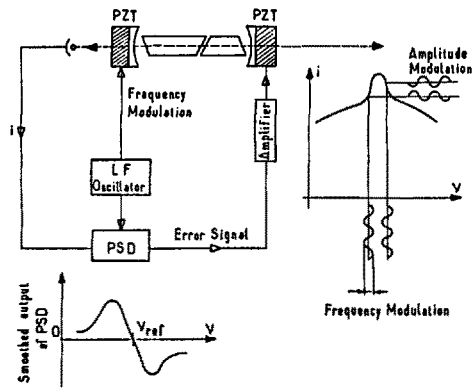 PZT
PZT
Frequency
Modulation
Amplifier
i
LF
Oscillator
PSD
Error Signal
Smoothed output
of PSD
0
Vref
V
Amplitude
Modulation
i
V
Frequency Modulation